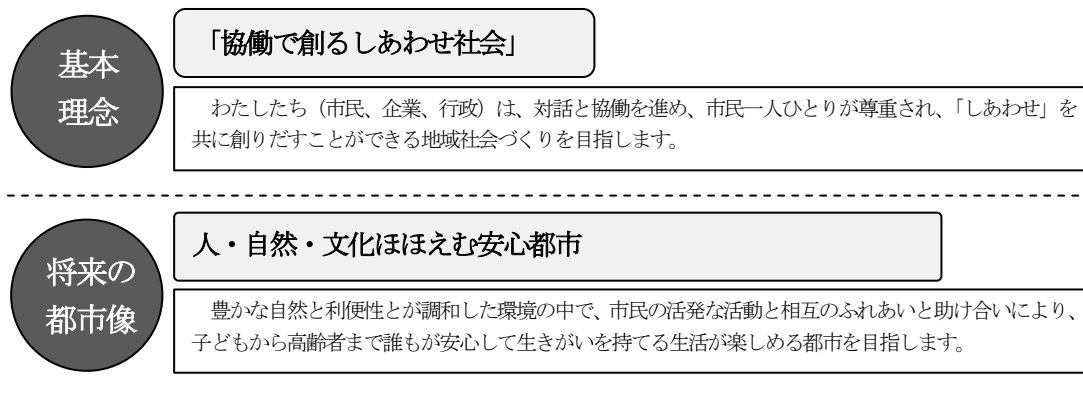 基本
理念
「協働で創るしあわせ社会」
わたしたち（市民、企業、行政）は、対話と協働を進め、市民一人ひとりが尊重され、「しあわせ」を
共に創りだすことができる地域社会づくりを目指します。
将来の
都市像
人・自然・文化ほほえむ安心都市
豊かな自然と利便性とが調和した環境の中で、市民の活発な活動と相互のふれあいと助け合いにより、
子どもから高齢者まで誰もが安心して生きがいを持てる生活が楽しめる都市を目指します。